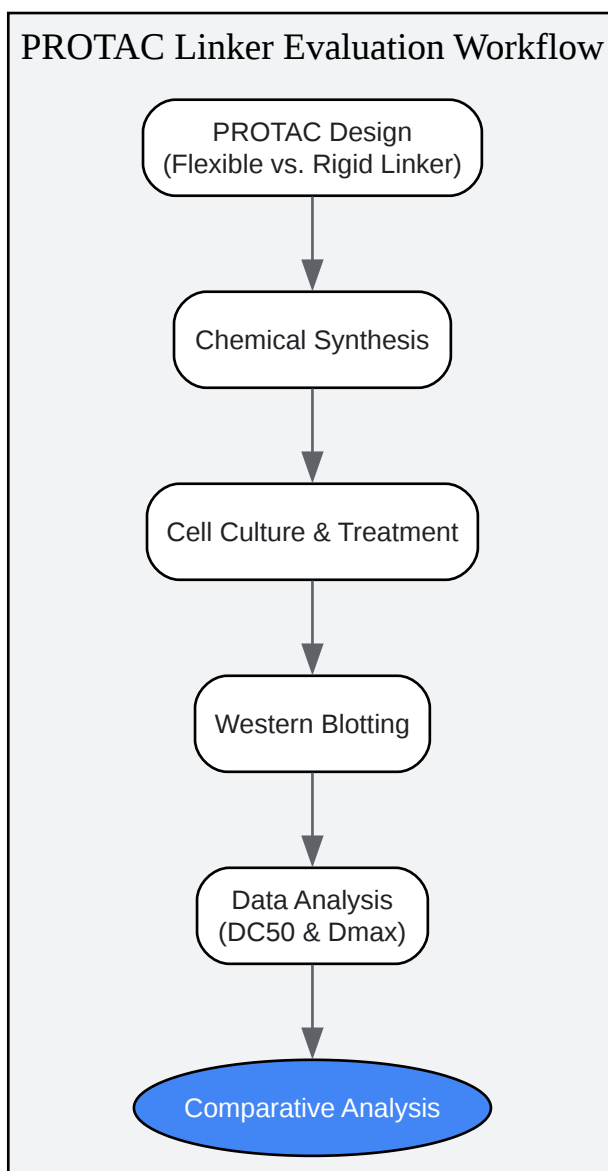 PROTAC Linker Evaluation Workflow
PROTAC Design
(Flexible vs. Rigid Linker)
Chemical Synthesis
Cell Culture & Treatment
Western Blotting
Data Analysis
(DC50 & Dmax)
Comparative Analysis